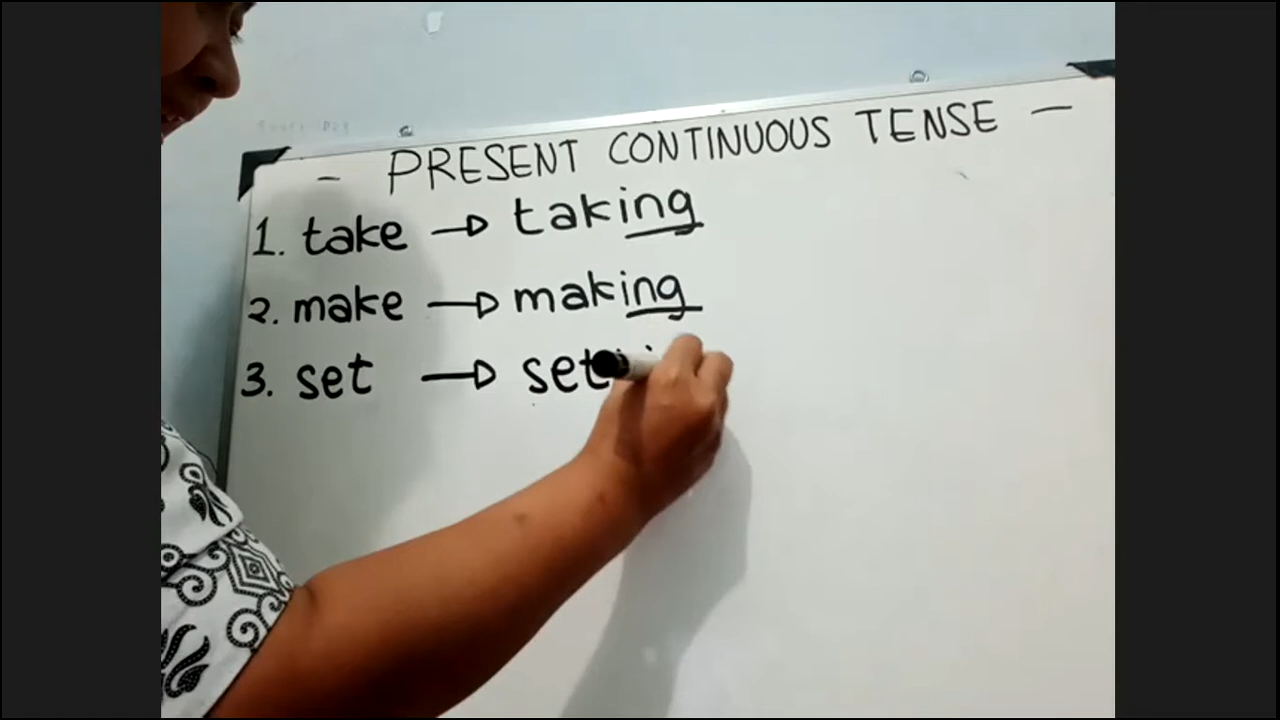 - PRESENT CONTINUOUS TENSE -
1. take → taking
2. make → making
3. set → set